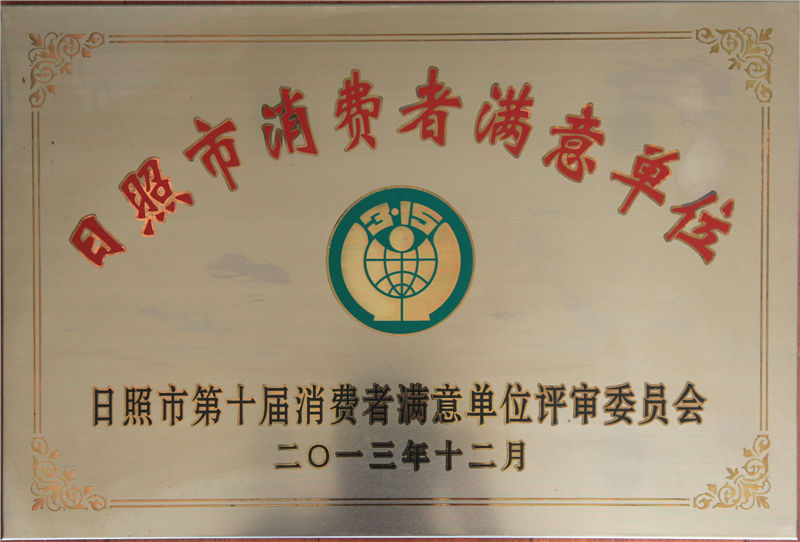 日照市消费者满意单位
3·15
日照市第十届消费者满意单位评审委员会
二〇一三年十二月